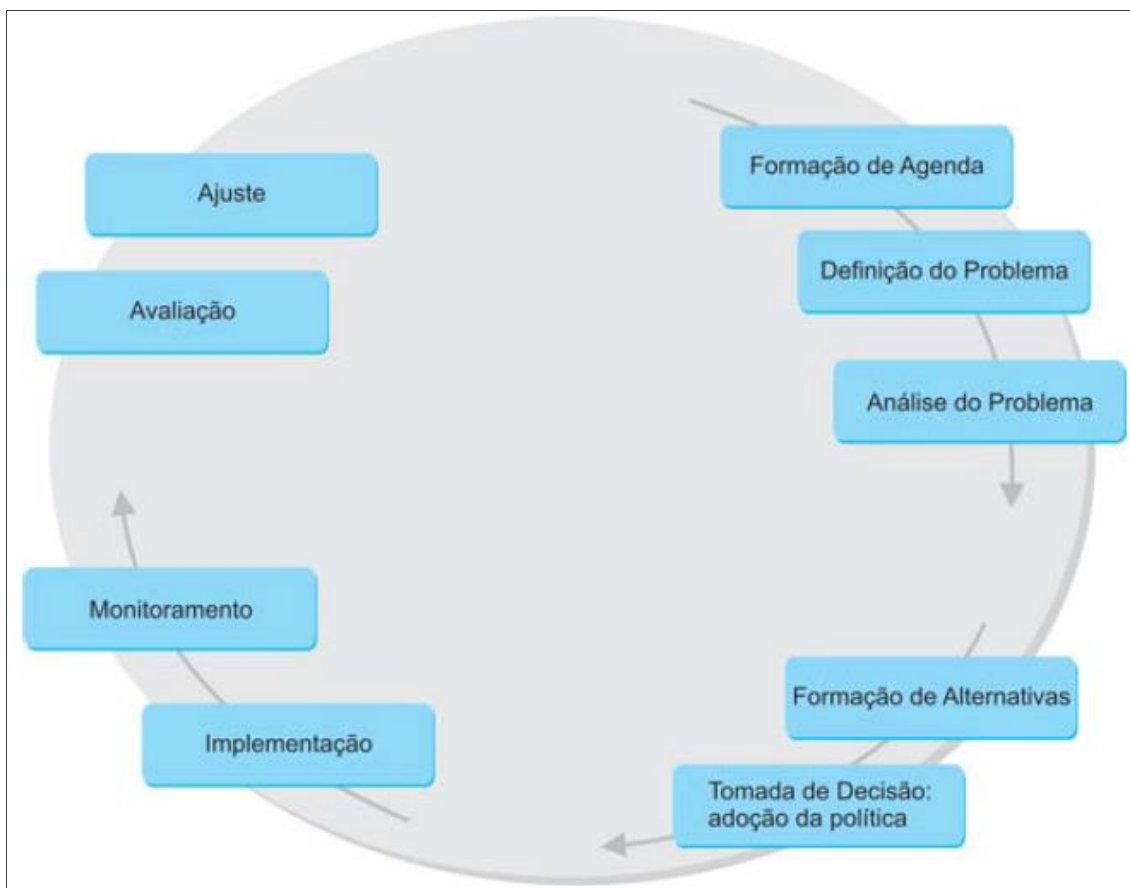 Formação de Agenda
Definição do Problema
Análise do Problema
Formação de Alternativas
Tomada de Decisão:
adoção da política
Implementação
Monitoramento
Avaliação
Ajuste